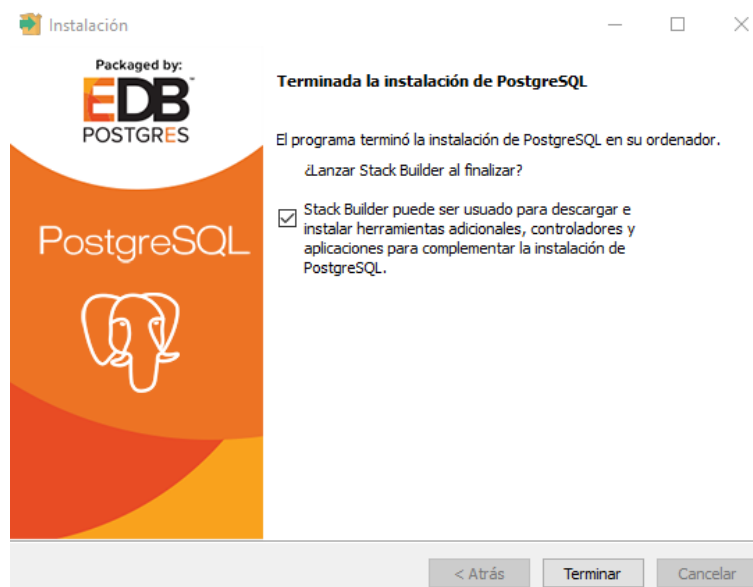 Instalación
Packaged by:
EDB
POSTGRES
PostgreSQL
Terminada la instalación de PostgreSQL
El programa terminó la instalación de PostgreSQL en su ordenador.
¿Lanzar Stack Builder al finalizar?
Stack Builder puede ser usado para descargar e
instalar herramientas adicionales, controladores y
aplicaciones para complementar la instalación de
PostgreSQL.
< Atrás
Terminar
Cancelar